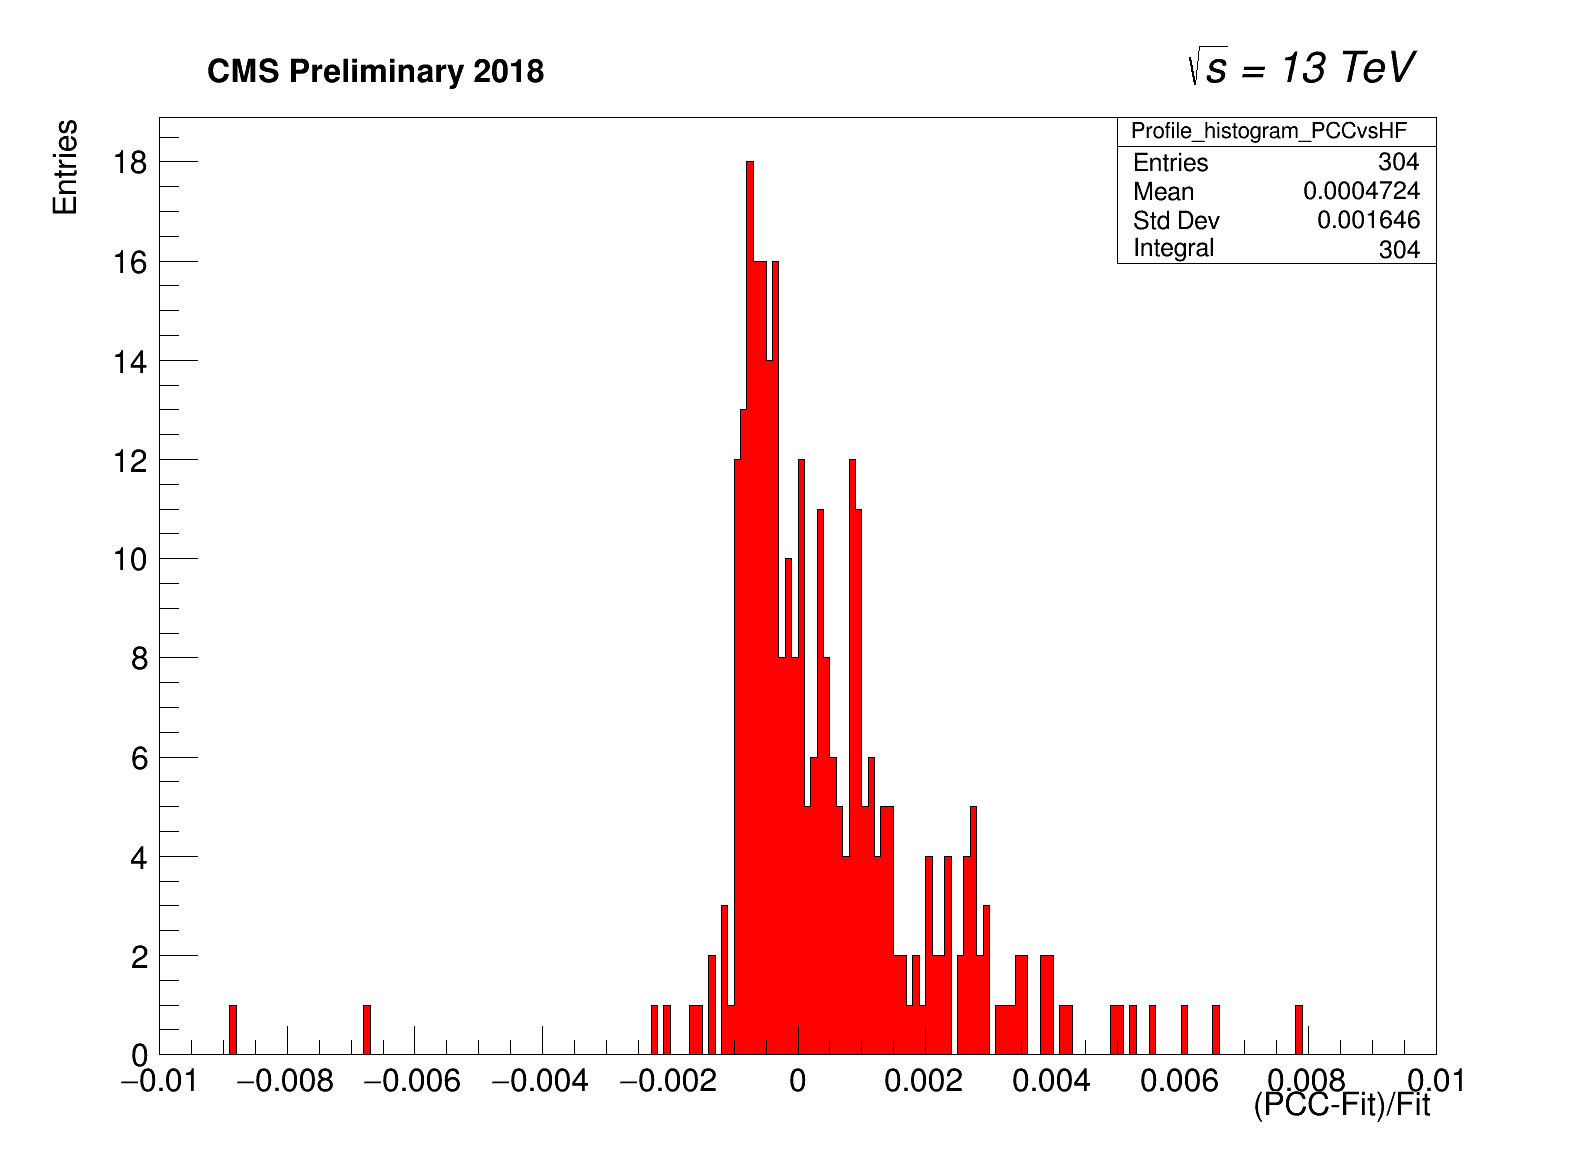 CMS Preliminary 2018
√s = 13 TeV
Entries
Profile_histogram_PCCvsHF
Entries 304
Mean 0.0004724
Std Dev 0.001646
Integral 304
18
16
14
12
10
8
6
4
2
0
−0.01 −0.008 −0.006 −0.004 −0.002 0 0.002 0.004 0.006 0.008 0.01
(PCC-Fit)/Fit